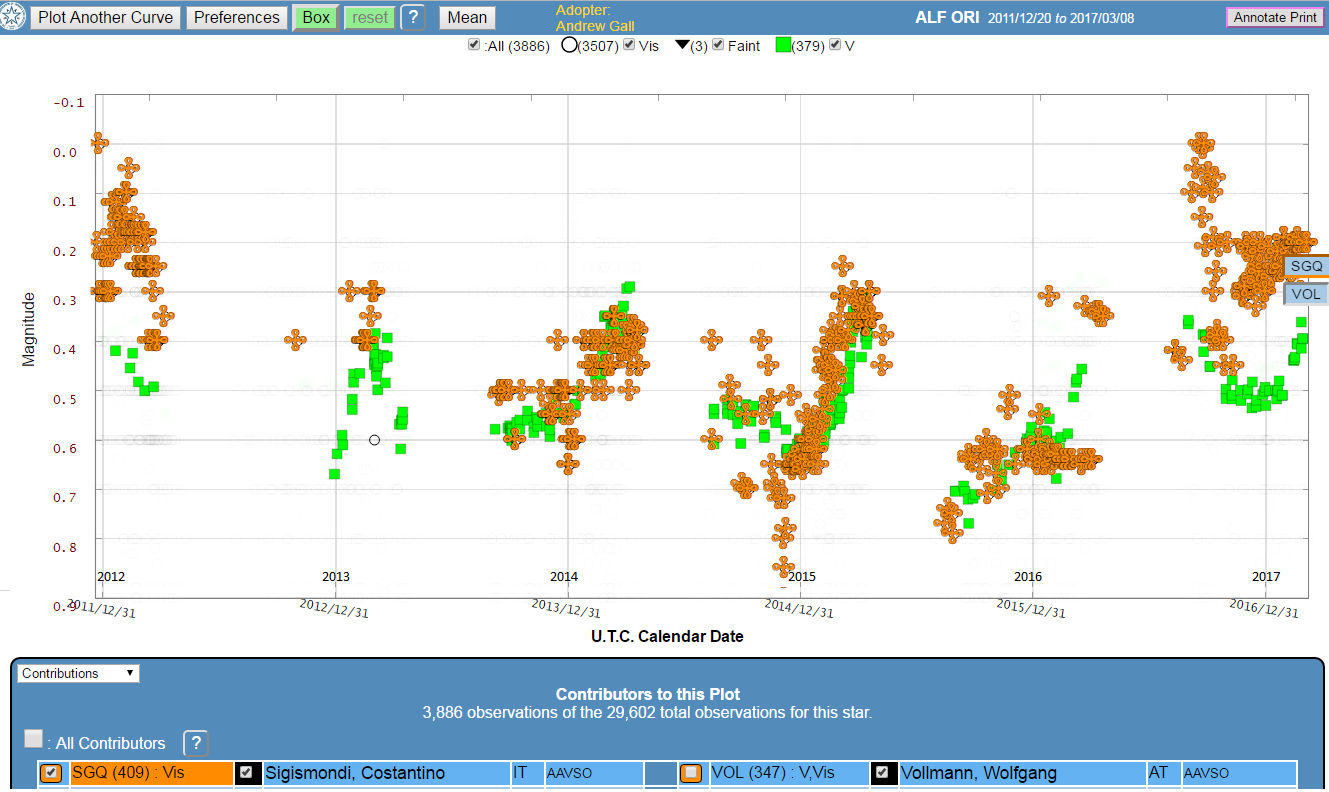 Plot Another Curve Preferences Box reset ? Mean Adopter: ALF ORI 2011/12/20 to 2017/03/08 Annotate Print
Andrew Gall
:All (3886) (3507) Vis (3) Faint (379) V
-0.1
0.0
0.1
0.2
0.3
0.4
0.5
0.6
0.7
0.8
0.9
Magnitude
SGQ
VOL
2012 2013 2014 2015 2016 2017
2011/12/31 2012/12/31 2013/12/31 2014/12/31 2015/12/31 2016/12/31
U.T.C. Calendar Date
Contributions
Contributors to this Plot
3,886 observations of the 29,602 total observations for this star.
: All Contributors ?
SGQ (409) : Vis Sigismondi, Costantino IT AAVSO VOL (347) : V,Vis Vollmann, Wolfgang AT AAVSO